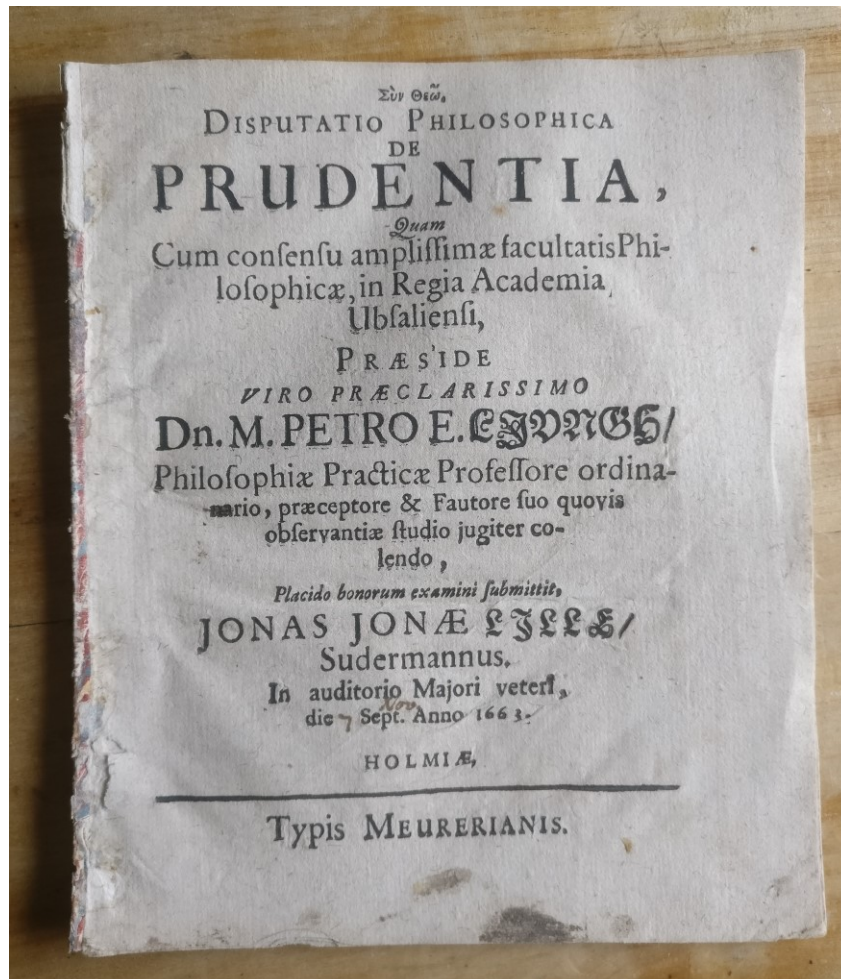 Σὺν Θεῶ,
DISPUTATIO PHILOSOPHICA
DE
PRUDENTIA,
Quam
Cum conſenſu ampliſſimæ facultatis Phi-
loſophicæ, in Regia Academia
Ubſalienſi,
PRÆSIDE
VIRO PRÆCLARISSIMO
Dn. M. PETRO E. LJUNGH/
Philoſophiæ Practicæ Profeſſore ordina-
nario, præceptore & Fautore ſuo quovis
obſervantiæ ſtudio jugiter co-
lendo,
Placido bonorum examini ſubmittit,
JONAS JONÆ LJLLE/
Sudermannus.
In auditorio Majori veteri,
Nov
die 7 Sept. Anno 1663.
HOLMIÆ,
Typis MEURERIANIS.